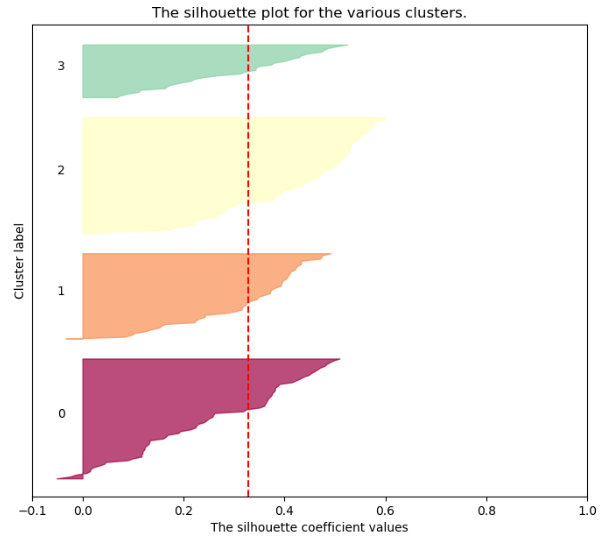 The silhouette plot for the various clusters.
3
2
1
0
Cluster label
−0.1 0.0 0.2 0.4 0.6 0.8 1.0
The silhouette coefficient values